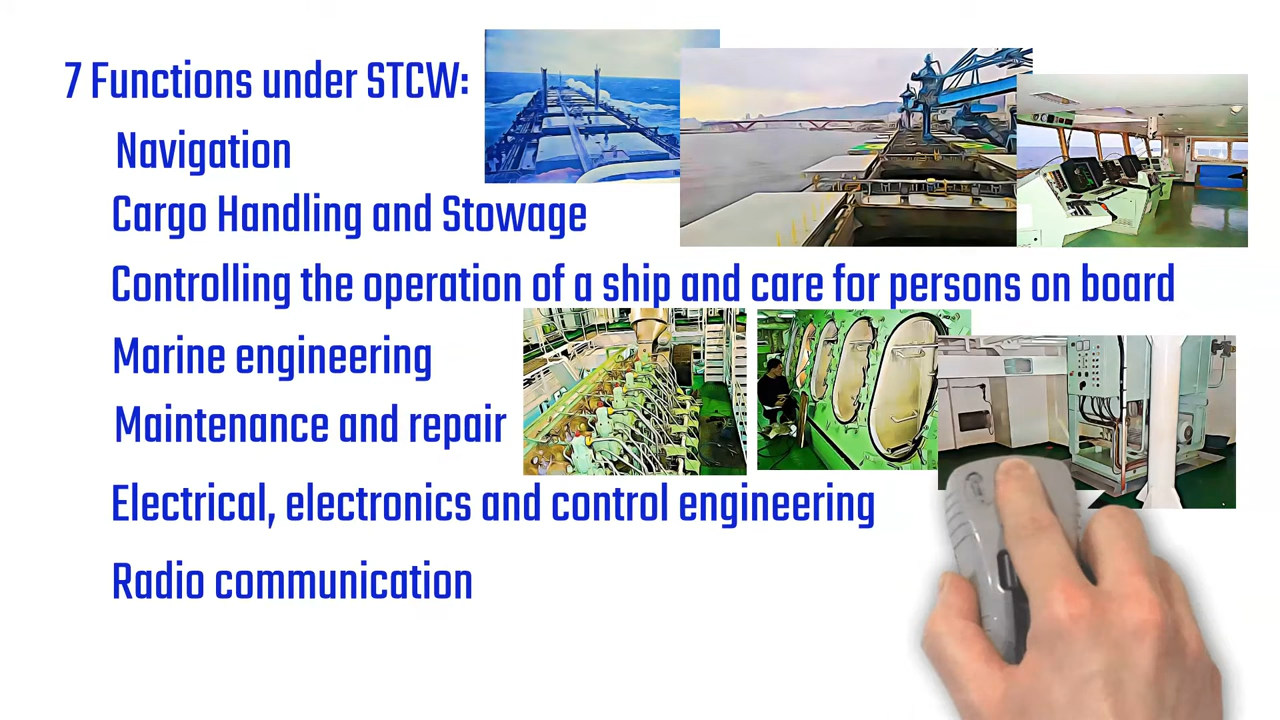 7 Functions under STCW:
Navigation
Cargo Handling and Stowage
Controlling the operation of a ship and care for persons on board
Marine engineering
Maintenance and repair
Electrical, electronics and control engineering
Radio communication